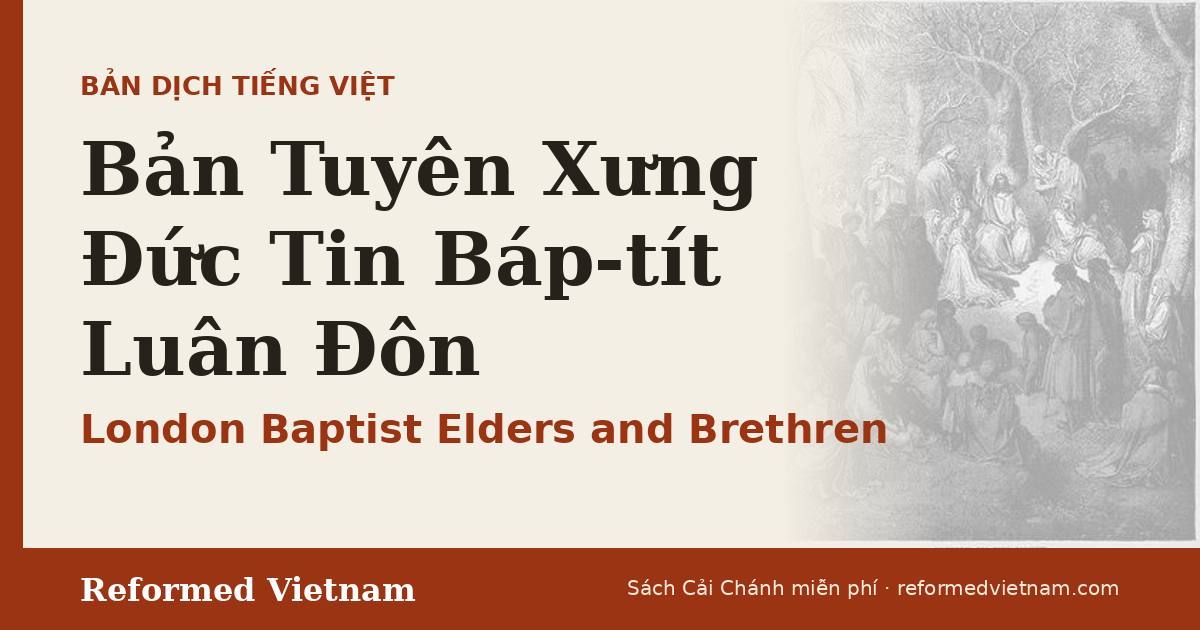 BẢN DỊCH TIẾNG VIỆT
Bản Tuyên Xưng
Đức Tin Báp-tít
Luân Đôn
London Baptist Elders and Brethren
Reformed Vietnam
Sách Cải Chánh miễn phí · reformedvietnam.com